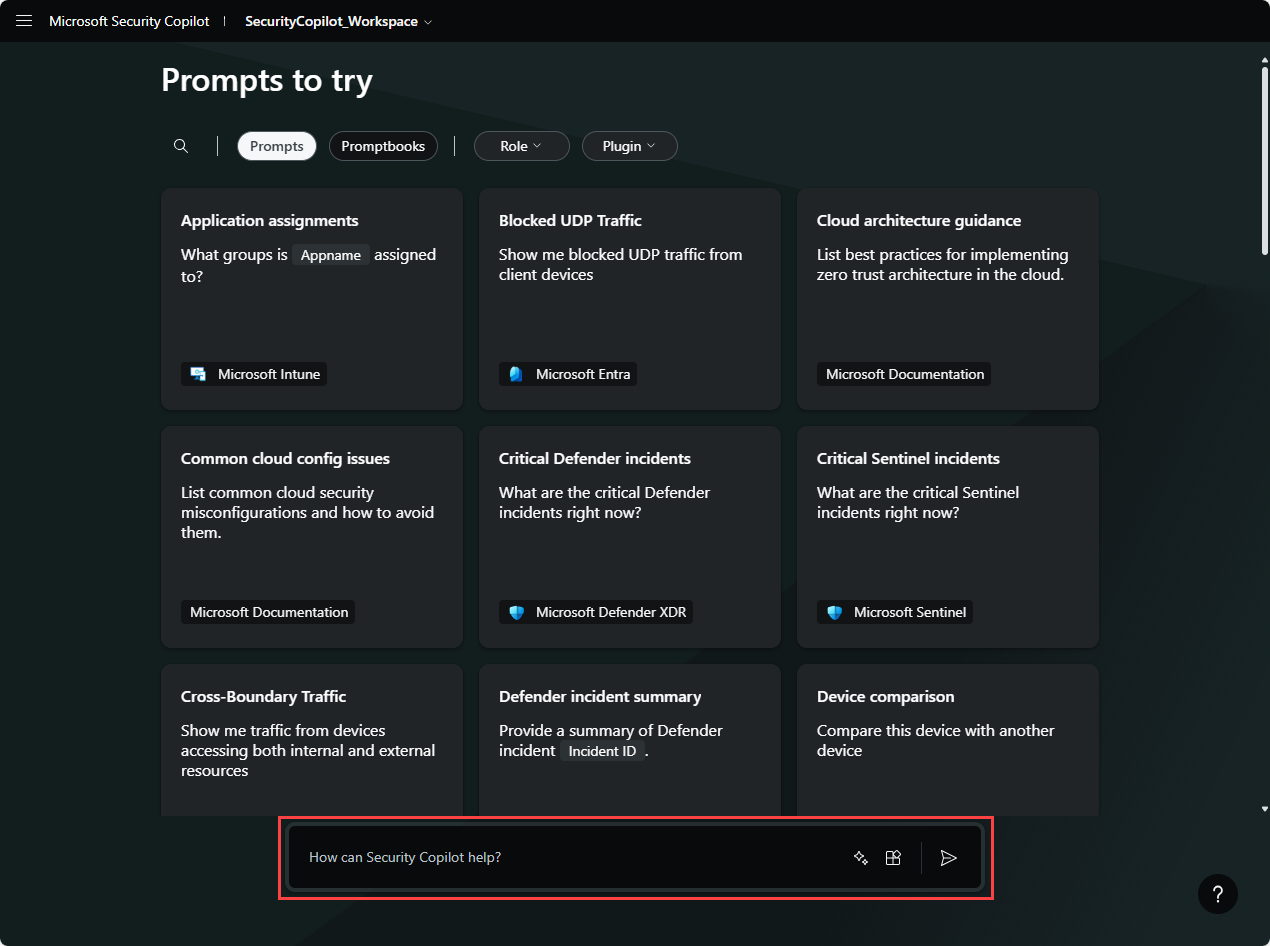 Microsoft Security Copilot | SecurityCopilot_Workspace
Prompts to try
Prompts
Promptbooks
Role
Plugin
Application assignments
What groups is Appname assigned
to?
Microsoft Intune
Blocked UDP Traffic
Show me blocked UDP traffic from
client devices
Microsoft Entra
Cloud architecture guidance
List best practices for implementing
zero trust architecture in the cloud.
Microsoft Documentation
Common cloud config issues
List common cloud security
misconfigurations and how to avoid
them.
Microsoft Documentation
Critical Defender incidents
What are the critical Defender
incidents right now?
Microsoft Defender XDR
Critical Sentinel incidents
What are the critical Sentinel
incidents right now?
Microsoft Sentinel
Cross-Boundary Traffic
Show me traffic from devices
accessing both internal and external
resources
Defender incident summary
Provide a summary of Defender
incident Incident ID .
Device comparison
Compare this device with another
device
How can Security Copilot help?
?